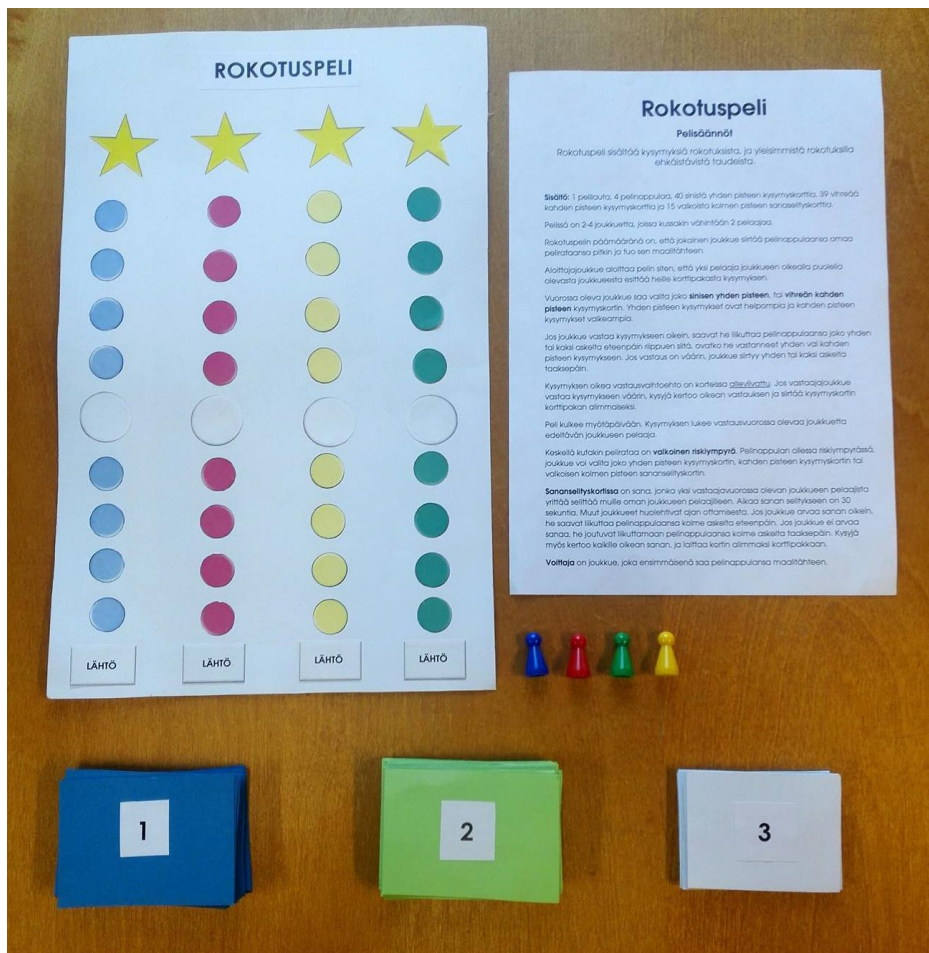 ROKOTUSPELI
LÄHTÖ
LÄHTÖ
LÄHTÖ
LÄHTÖ
Rokotuspeli
Pelisäännöt
Rokotuspeli sisältää kysymyksiä rokotuksista, ja yleisimmistä rokotuksilla
ehkäistävistä taudeista.
Sisältö: 1 pelilauta, 4 pelinappulaa, 40 sinistä yhden pisteen kysymyskorttia, 39 vihreää
kahden pisteen kysymyskorttia ja 15 valkoista kolmen pisteen sanaselityskorttia.
Pelissä on 2-4 joukkuetta, joissa kussakin vähintään 2 pelaajaa.
Rokotuspelin päämääränä on, että jokainen joukkue siirtää pelinappulaansa omaa
pelirataansa pitkin ja tuo sen maalitähteen.
Aloittajajoukkue aloittaa pelin siten, että yksi pelaaja joukkueen oikealla puolella
olevasta joukkueesta esittää heille korttipakasta kysymyksen.
Vuorossa oleva joukkue saa valita joko sinisen yhden pisteen, tai vihreän kahden
pisteen kysymyskortin. Yhden pisteen kysymykset ovat helpompia ja kahden pisteen
kysymykset vaikeampia.
Jos joukkue vastaa kysymykseen oikein, saavat he liikuttaa pelinappulaansa joko yhden
tai kaksi askelta eteenpäin riippuen siitä, ovatko he vastanneet yhden vai kahden
pisteen kysymykseen. Jos vastaus on väärin, joukkue siirtyy yhden tai kaksi askelta
taaksepäin.
Kysymyksen oikea vastausvaihtoehto on korteissa alleviivattu. Jos vastaajajoukkue
vastaa kysymykseen väärin, kysyjä kertoo oikean vastauksen ja siirtää kysymyskortin
korttipakan alimmaiseksi.
Peli kulkee myötäpäivään. Kysymyksen lukee vastausvuorossa olevaa joukkuetta
edeltävän joukkueen pelaaja.
Keskellä kutakin pelirataa on valkoinen riskiympyrä. Pelinappulan ollessa riskiympyrässä,
joukkue voi valita joko yhden pisteen kysymyskortin, kahden pisteen kysymyskortin tai
valkoisen kolmen pisteen sananselityskortin.
Sananselityskortissa on sana, jonka yksi vastaajavuorossa olevan joukkueen pelaajista
yrittää selittää muille oman joukkueen pelaajilleen. Aikaa sanan selitykseen on 30
sekuntia. Muut joukkueet huolehtivat ajan ottamisesta. Jos joukkue arvaa sanan oikein,
he saavat liikuttaa pelinappulaansa kolme askelta eteenpäin. Jos joukkue ei arvaa
sanaa, he joutuvat liikuttamaan pelinappulaansa kolme askelta taaksepäin. Kysyjä
myös kertoo kaikille oikean sanan, ja laittaa kortin alimmaksi korttipakkaan.
Voittaja on joukkue, joka ensimmäisenä saa pelinappulansa maalitähteen.
1
2
3